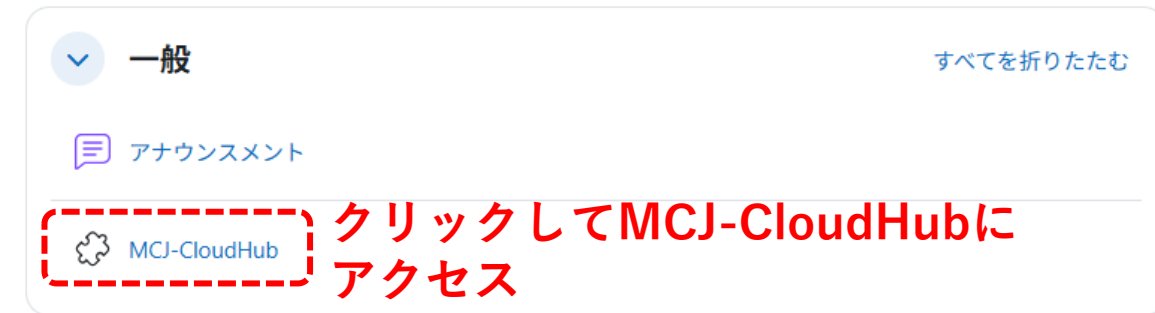 一般
すべてを折りたたむ
アナウンスメント
MCJ-CloudHub
クリックしてMCJ-CloudHubに
アクセス